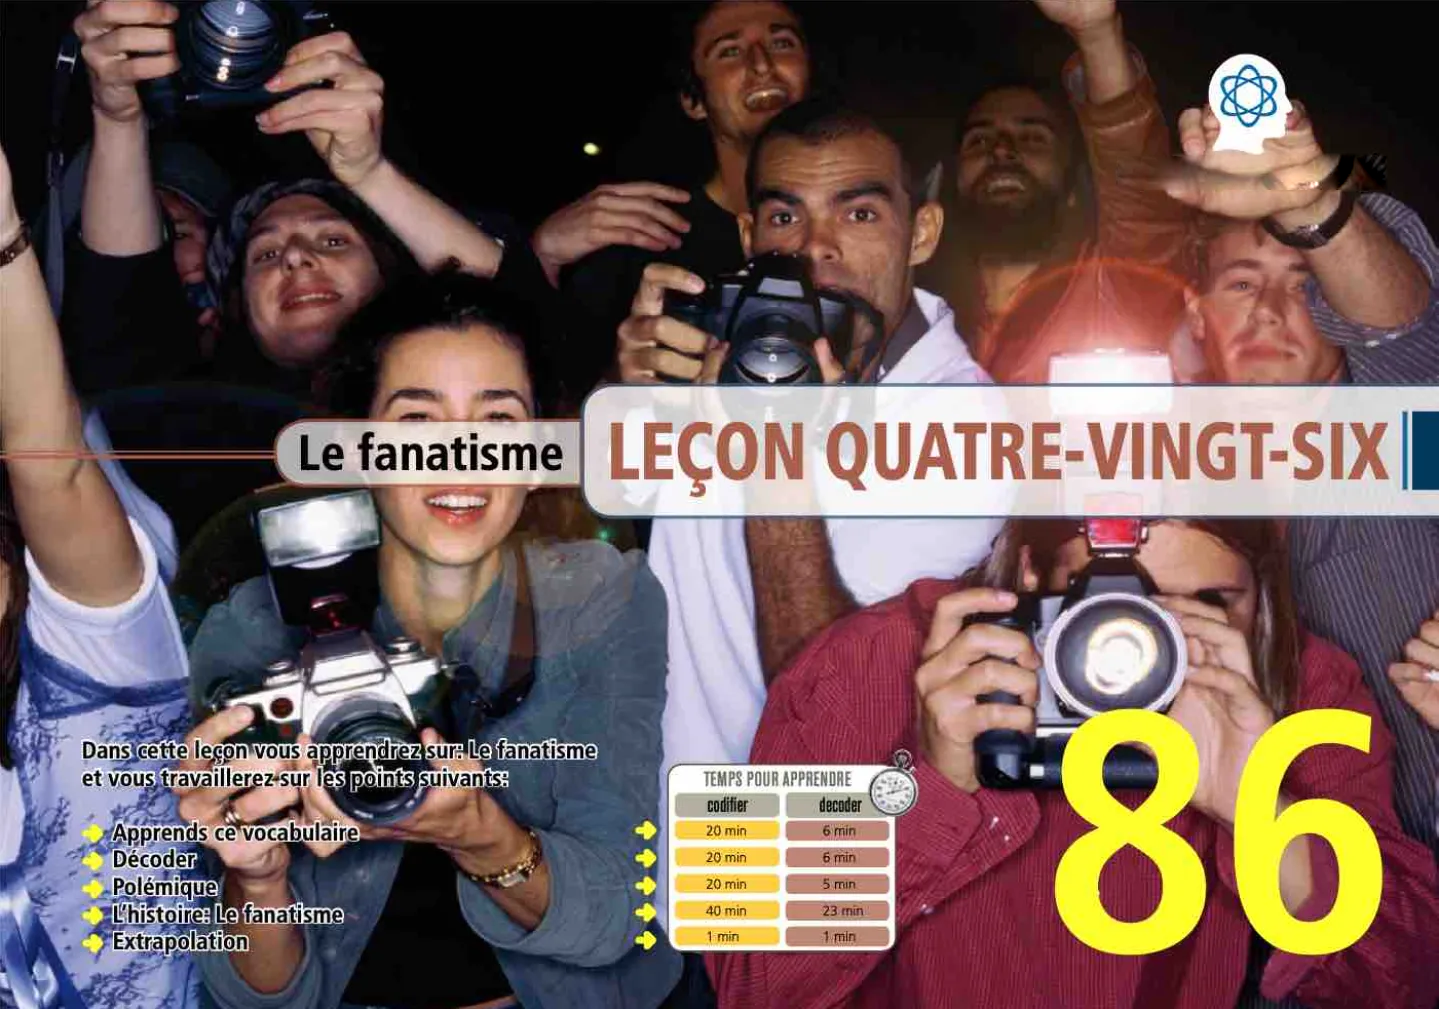 Le fanatisme
LEÇON QUATRE-VINGT-SIX
Dans cette leçon vous apprendrez sur: Le fanatisme
et vous travaillerez sur les points suivants:
Apprends ce vocabulaire
Décoder
Polémique
L'histoire: Le fanatisme
Extrapolation
TEMPS POUR APPRENDRE
codifier decoder
20 min 6 min
20 min 6 min
20 min 5 min
40 min 23 min
1 min 1 min
86